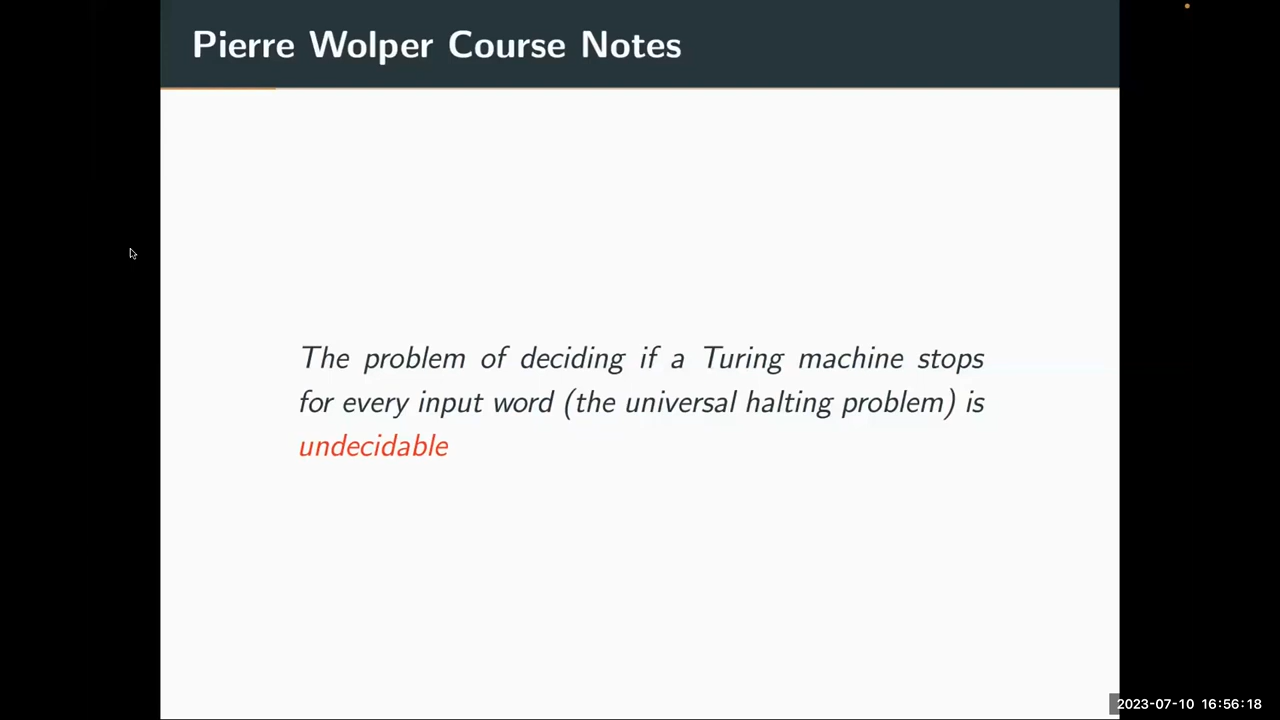 Pierre Wolper Course Notes
The problem of deciding if a Turing machine stops
for every input word (the universal halting problem) is
undecidable
2023-07-10 16:56:18